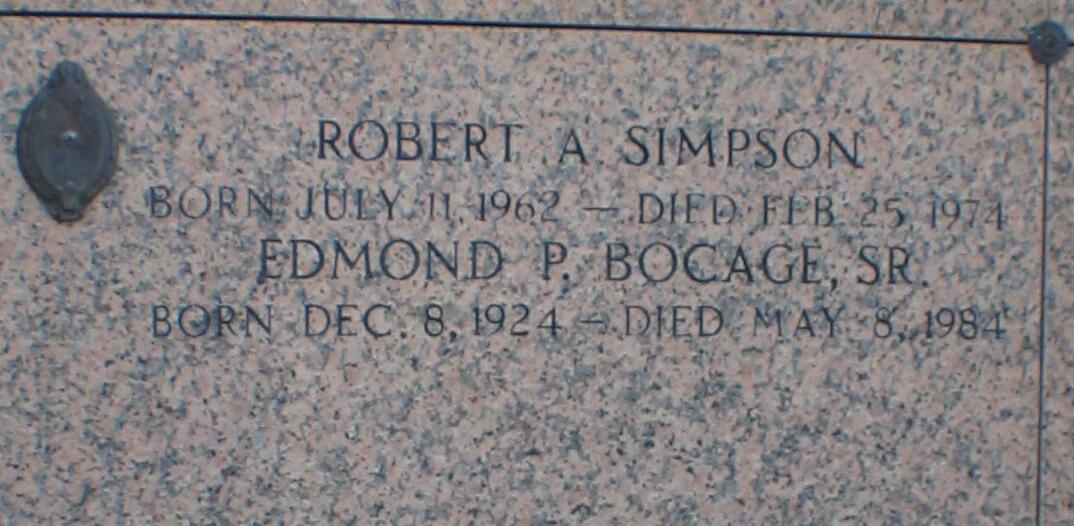 ROBERT A SIMPSON
BORN JULY 11, 1962 — DIED FEB 25 1974
EDMOND P. BOCAGE, SR.
BORN DEC. 8, 1924 — DIED MAY 8, 1984